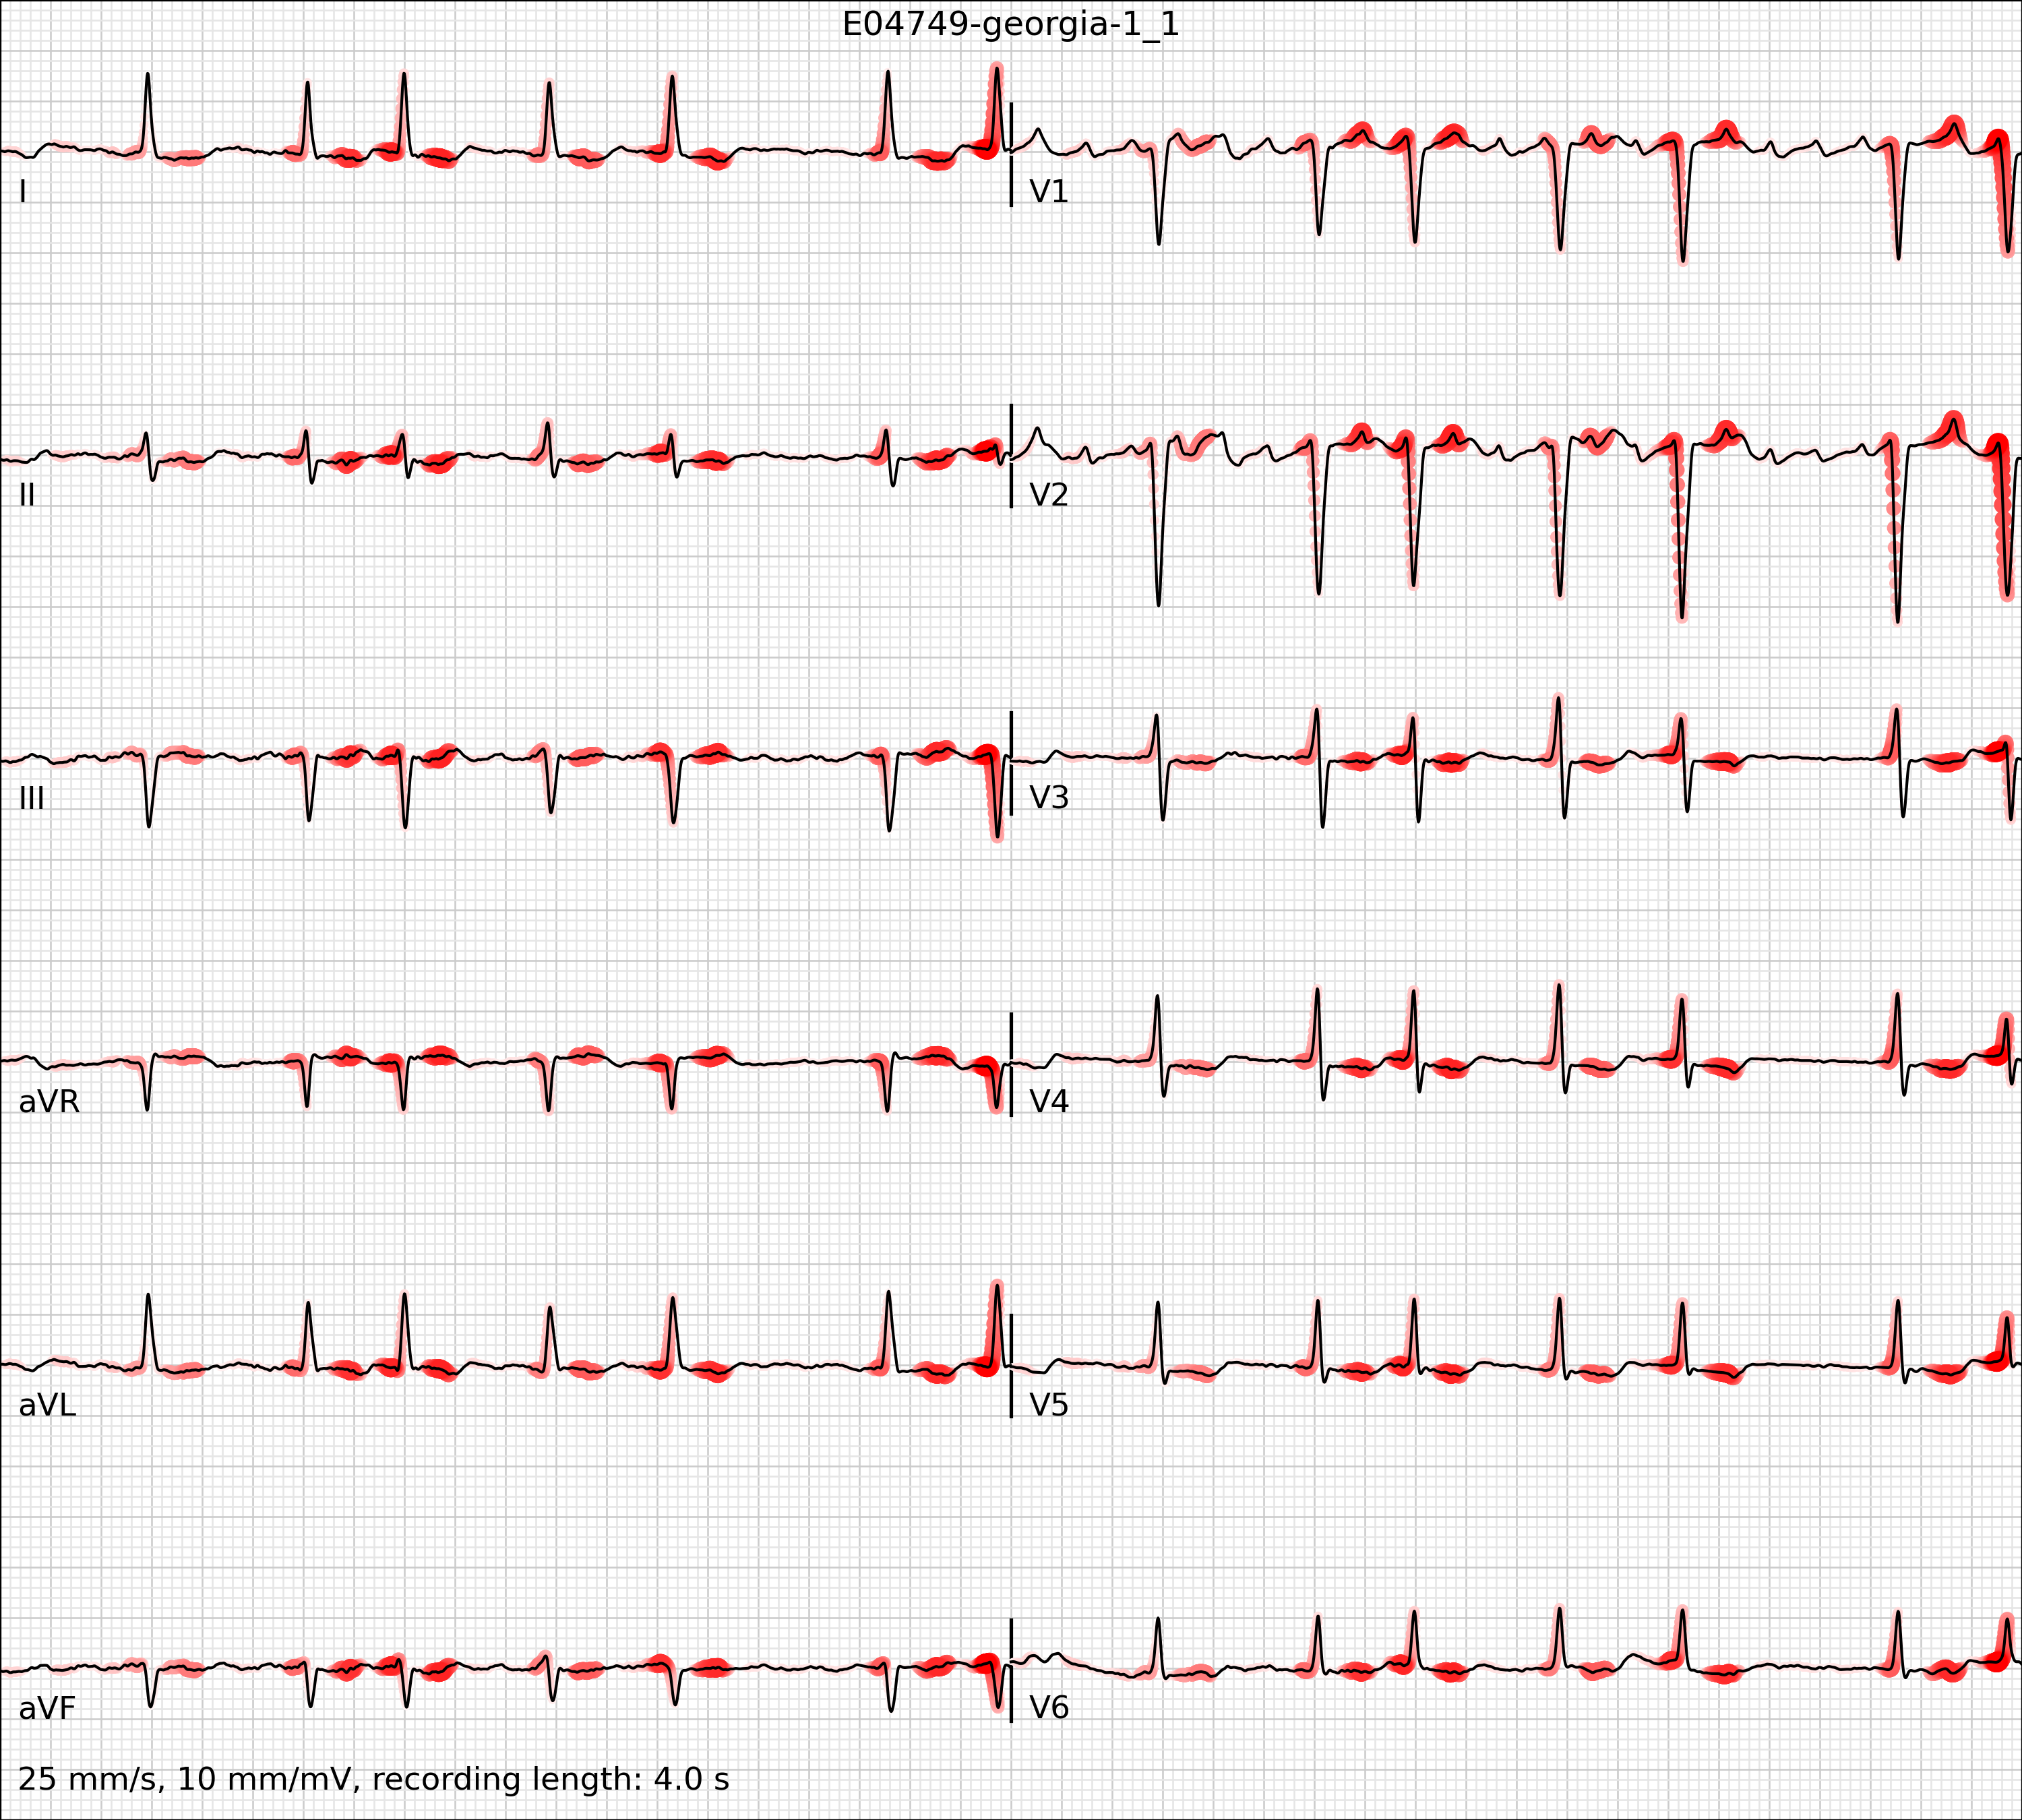 E04749-georgia-1_1
I
V1
II
V2
III
V3
aVR
V4
aVL
V5
aVF
V6
25 mm/s, 10 mm/mV, recording length: 4.0 s